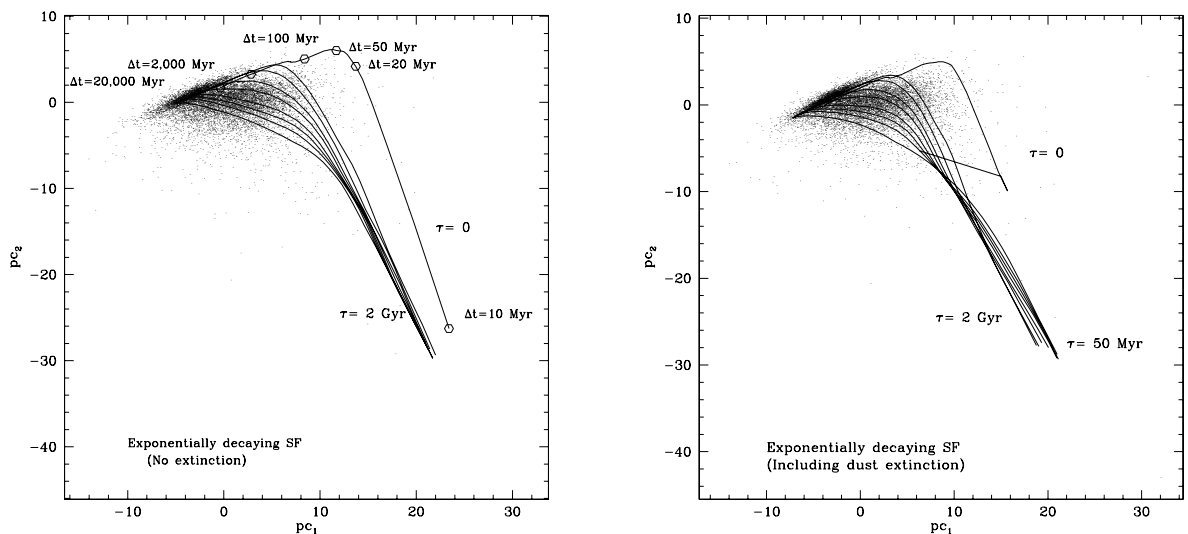 10
0
−10
−20
−30
−40
pc₂
Δt=100 Myr
Δt=50 Myr
Δt=2,000 Myr
Δt=20 Myr
Δt=20,000 Myr
τ= 0
τ= 2 Gyr
Δt=10 Myr
Exponentially decaying SF
(No extinction)
−10 0 10 20 30
pc₁
10
0
−10
−20
−30
−40
pc₂
τ= 0
τ= 2 Gyr
τ= 50 Myr
Exponentially decaying SF
(Including dust extinction)
−10 0 10 20 30
pc₁